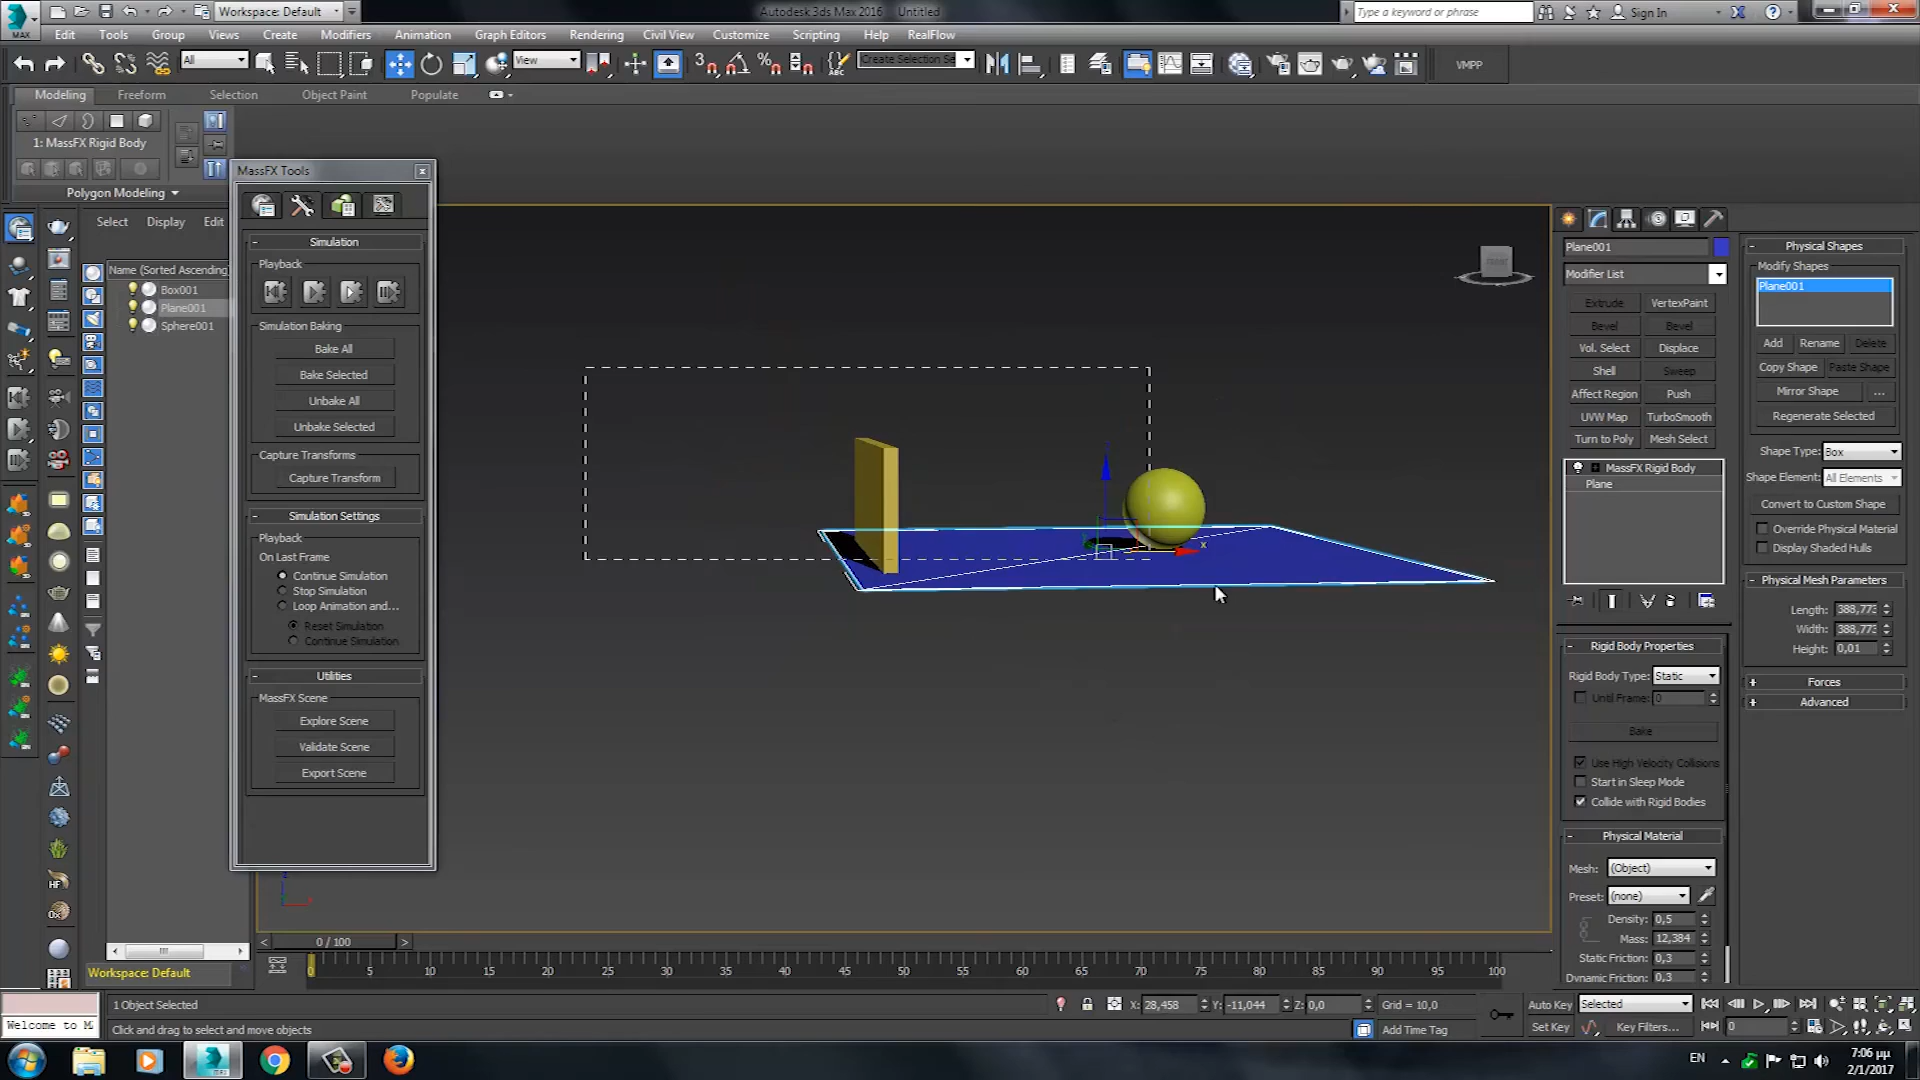 Workspace: Default
Autodesk 3ds Max 2016 Untitled
Type a keyword or phrase
Sign In
MAX
Edit Tools Group Views Create Modifiers Animation Graph Editors Rendering Civil View Customize Scripting Help RealFlow
All
View
3
ABC
Create Selection Se
VMPP
Modeling Freeform Selection Object Paint Populate
1: MassFX Rigid Body
Polygon Modeling
Select Display Edit
Name (Sorted Ascending)
Box001
Plane001
Sphere001
MassFX Tools
Simulation
Playback
Simulation Baking
Bake All
Bake Selected
Unbake All
Unbake Selected
Capture Transforms
Capture Transform
Simulation Settings
Playback
On Last Frame
Continue Simulation
Stop Simulation
Loop Animation and...
Reset Simulation
Continue Simulation
Utilities
MassFX Scene
Explore Scene
Validate Scene
Export Scene
FRONT
x
Plane001
Modifier List
Extrude VertexPaint
Bevel Bevel
Vol. Select Displace
Shell Sweep
Affect Region Push
UVW Map TurboSmooth
Turn to Poly Mesh Select
MassFX Rigid Body
Plane
Rigid Body Properties
Rigid Body Type: Static
Until Frame: 0
Bake
Use High Velocity Collisions
Start in Sleep Mode
Collide with Rigid Bodies
Physical Material
Mesh: (Object)
Preset: (none)
Density: 0,5
Mass: 12,384
Static Friction: 0,3
Dynamic Friction: 0,3
Physical Shapes
Modify Shapes
Plane001
Add Rename Delete
Copy Shape Paste Shape
Mirror Shape ...
Regenerate Selected
Shape Type: Box
Shape Element: All Elements
Convert to Custom Shape
Override Physical Material
Display Shaded Hulls
Physical Mesh Parameters
Length: 388,773
Width: 388,773
Height: 0,01
Forces
Advanced
HF
Ox
0 / 100
Workspace: Default
0 5 10 15 20 25 30 35 40 45 50 55 60 65 70 75 80 85 90 95 100
1 Object Selected
X: 28,458 Y: -11,044 Z: 0,0 Grid = 10,0
Auto Key Selected
Welcome to M
Click and drag to select and move objects
Add Time Tag
Set Key Key Filters... 0
EN
7:06 μμ
2/1/2017